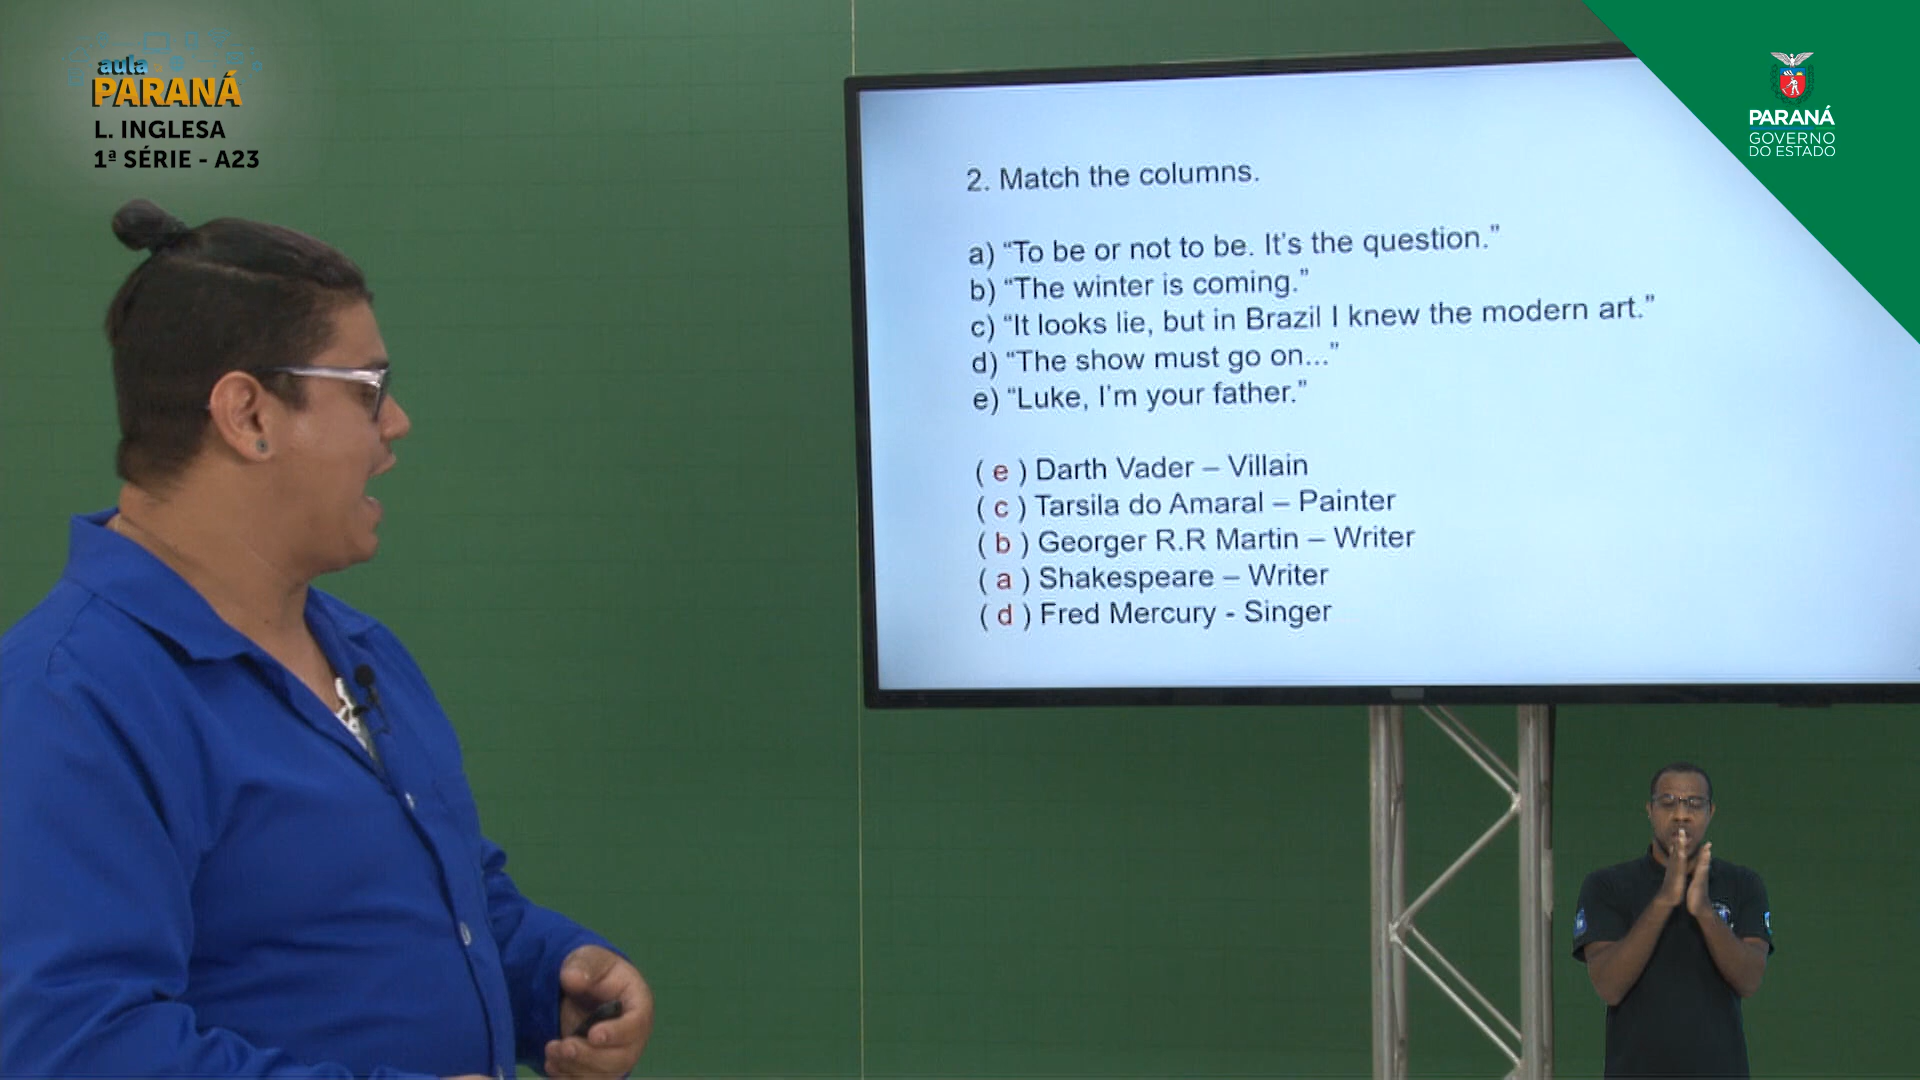 aula
PARANÁ
L. INGLESA
1ª SÉRIE - A23
PARANÁ
GOVERNO
DO ESTADO
2. Match the columns.
a) “To be or not to be. It’s the question.”
b) “The winter is coming.”
c) “It looks lie, but in Brazil I knew the modern art.”
d) “The show must go on...”
e) “Luke, I’m your father.”
( e ) Darth Vader – Villain
( c ) Tarsila do Amaral – Painter
( b ) Georger R.R Martin – Writer
( a ) Shakespeare – Writer
( d ) Fred Mercury - Singer